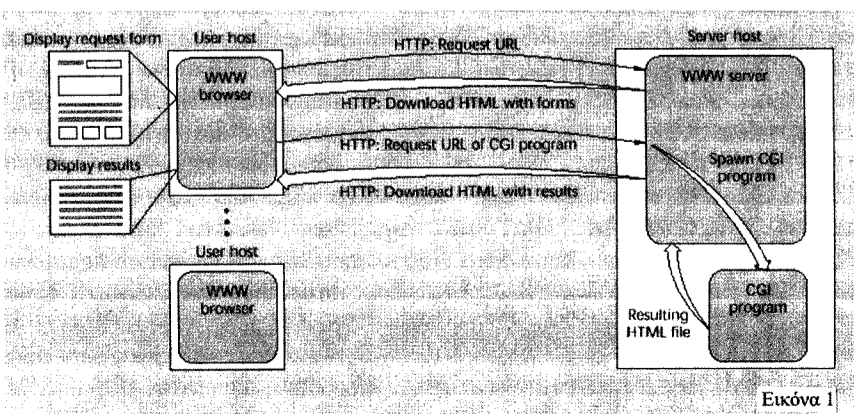 Display request form
User host
HTTP: Request URL
Server host
WWW
browser
WWW server
HTTP: Download HTML with forms
HTTP: Request URL of CGI program
Spawn CGI
program
Display results
HTTP: Download HTML with results
User host
WWW
browser
Resulting
HTML file
CGI
program
Εικόνα 1